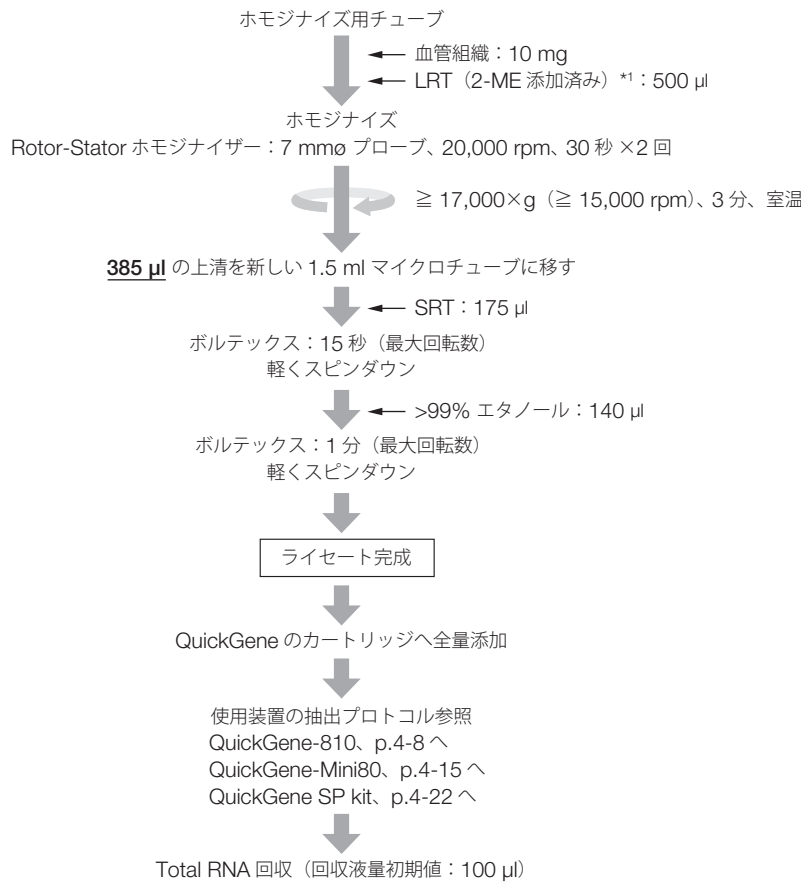 ホモジナイズ用チューブ
血管組織：10 mg
LRT（2-ME 添加済み）*1：500 μl
ホモジナイズ
Rotor-Stator ホモジナイザー：7 mmø プローブ、20,000 rpm、30 秒 ×2 回
≧ 17,000×g（≧ 15,000 rpm）、3 分、室温
385 μl の上清を新しい 1.5 ml マイクロチューブに移す
SRT：175 μl
ボルテックス：15 秒（最大回転数）
軽くスピンダウン
>99% エタノール：140 μl
ボルテックス：1 分（最大回転数）
軽くスピンダウン
ライセート完成
QuickGene のカートリッジへ全量添加
使用装置の抽出プロトコル参照
QuickGene-810、p.4-8 へ
QuickGene-Mini80、p.4-15 へ
QuickGene SP kit、p.4-22 へ
Total RNA 回収（回収液量初期値：100 μl）